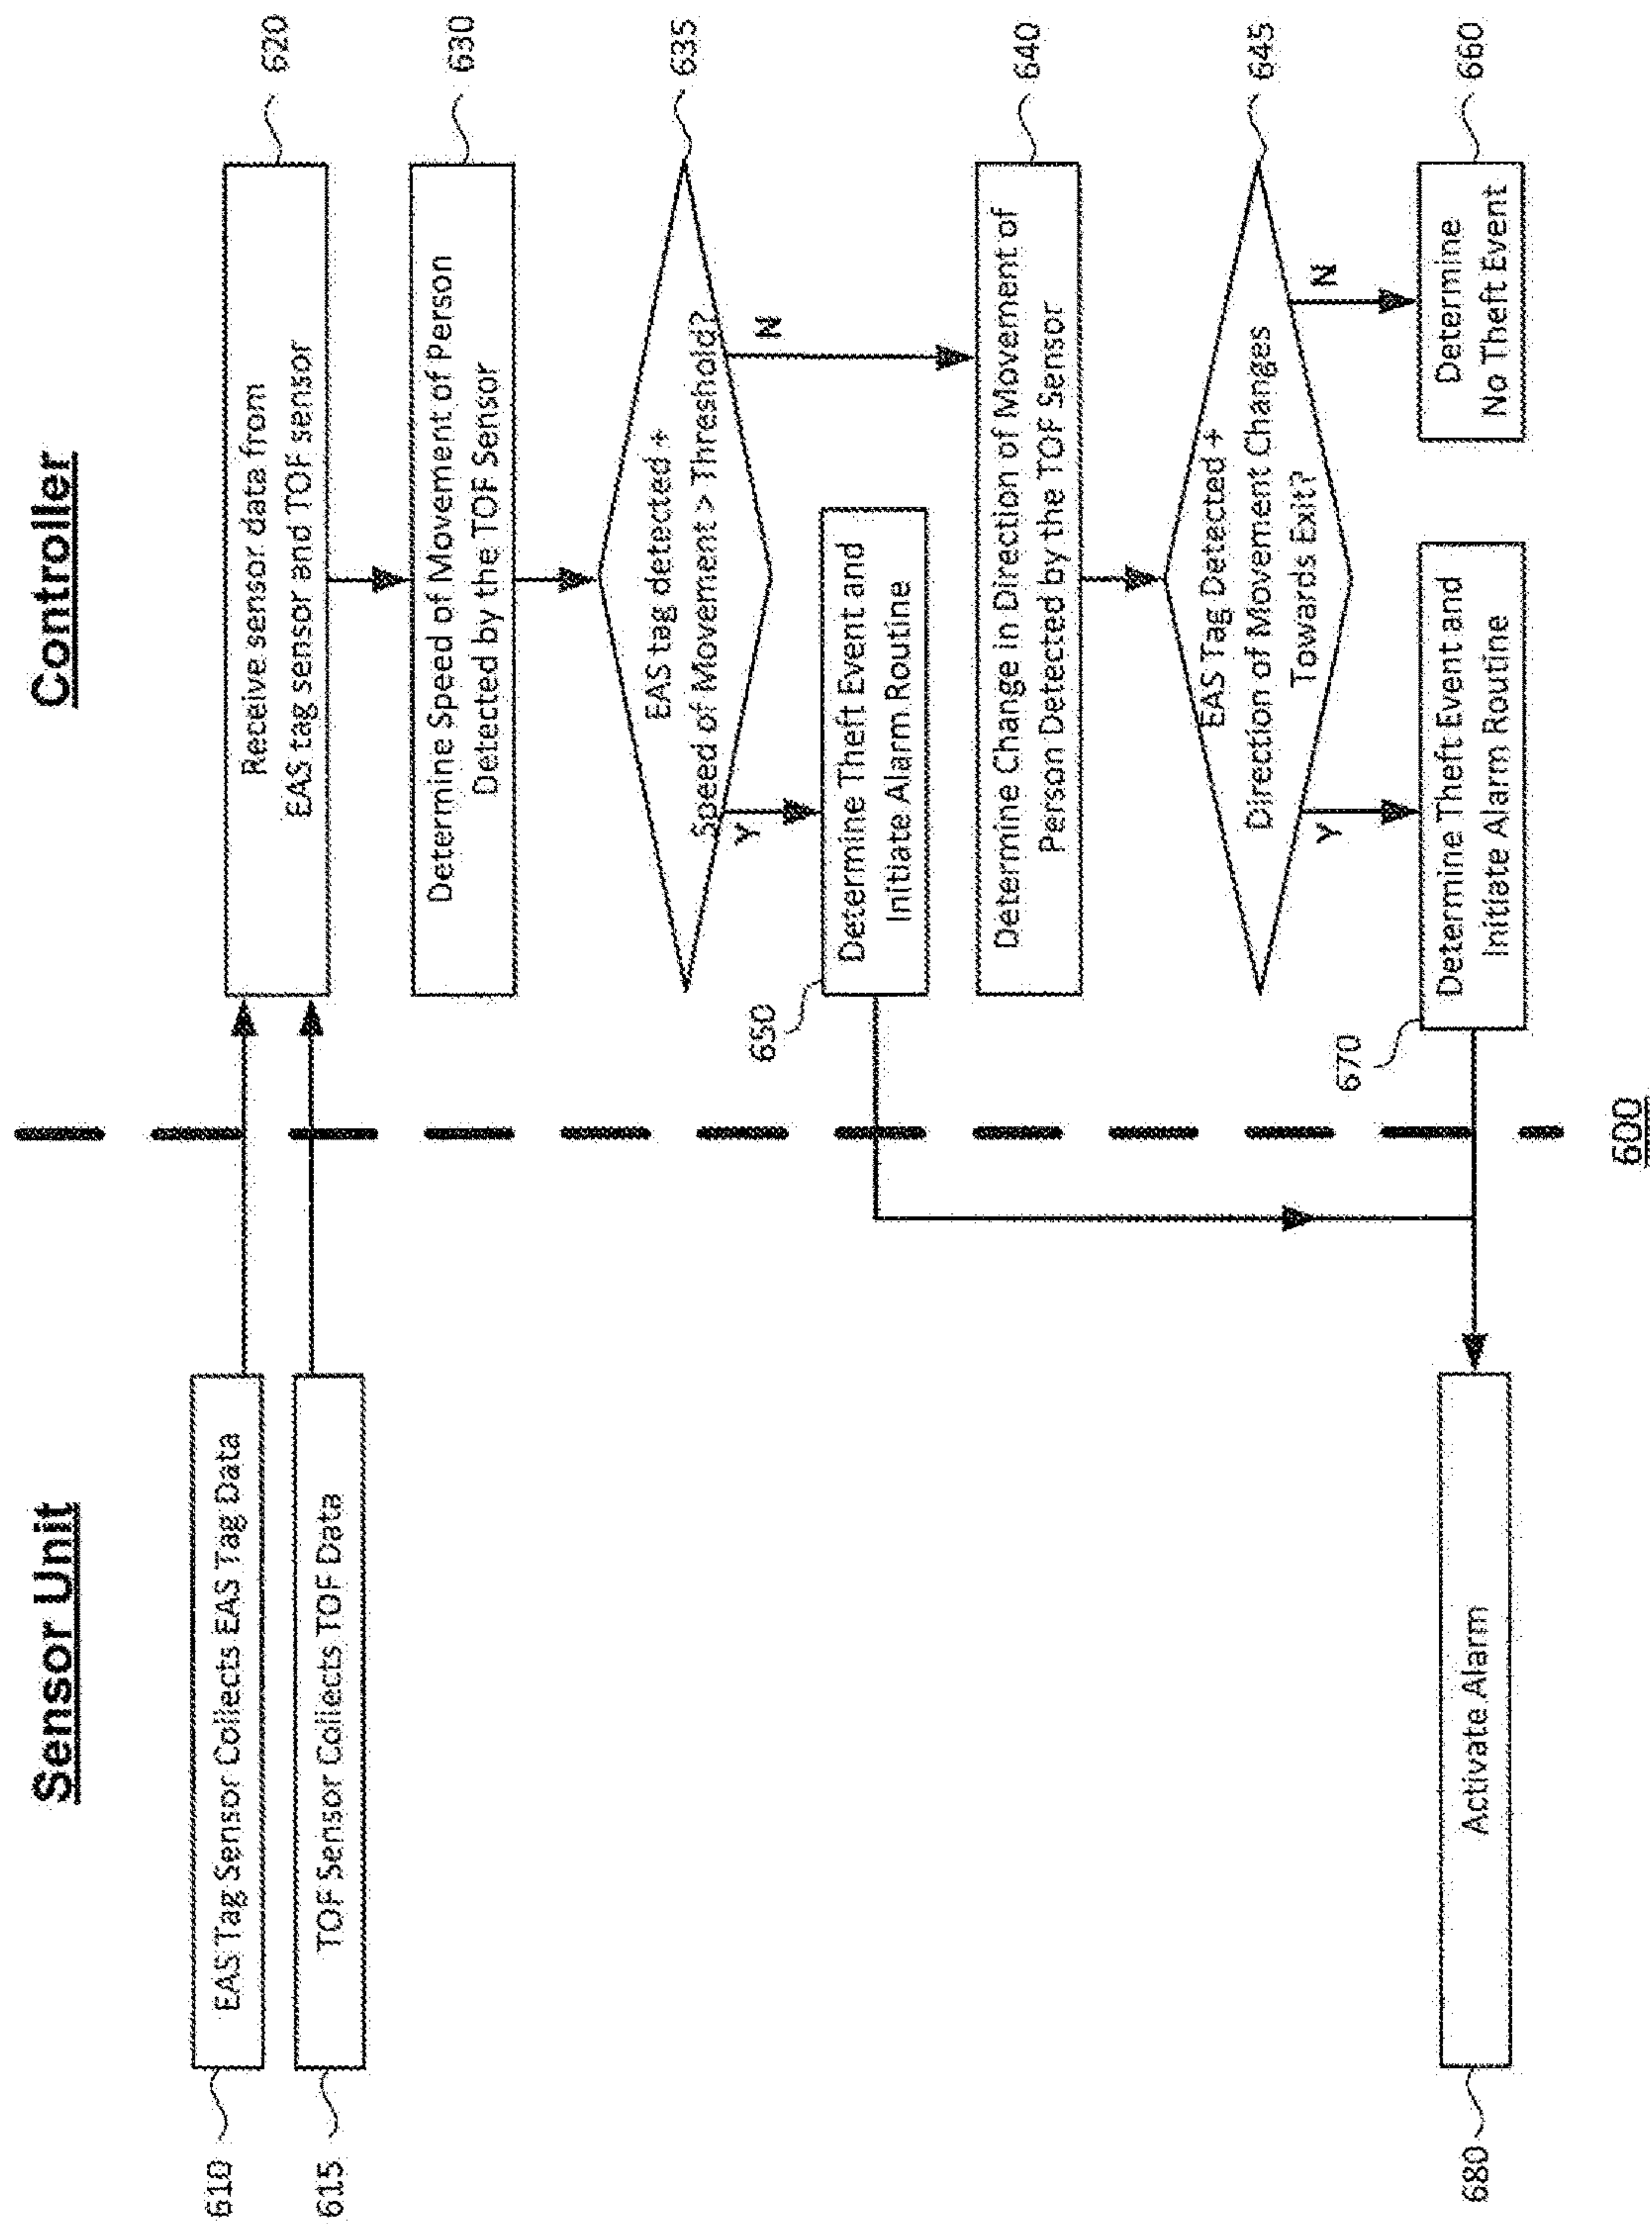 Sensor Unit
Controller
610
EAS Tag Sensor Collects EAS Tag Data
615
TOF Sensor Collects TOF Data
Receive sensor data from
EAS tag sensor and TOF sensor
620
Determine Speed of Movement of Person
Detected by the TOF Sensor
630
EAS tag detected +
Speed of Movement > Threshold?
635
Y
N
650
Determine Theft Event and
Initiate Alarm Routine
Determine Change in Direction of Movement of
Person Detected by the TOF Sensor
640
EAS Tag Detected +
Direction of Movement Changes
Towards Exit?
645
Y
N
670
Determine Theft Event and
Initiate Alarm Routine
Determine
No Theft Event
660
680
Activate Alarm
600